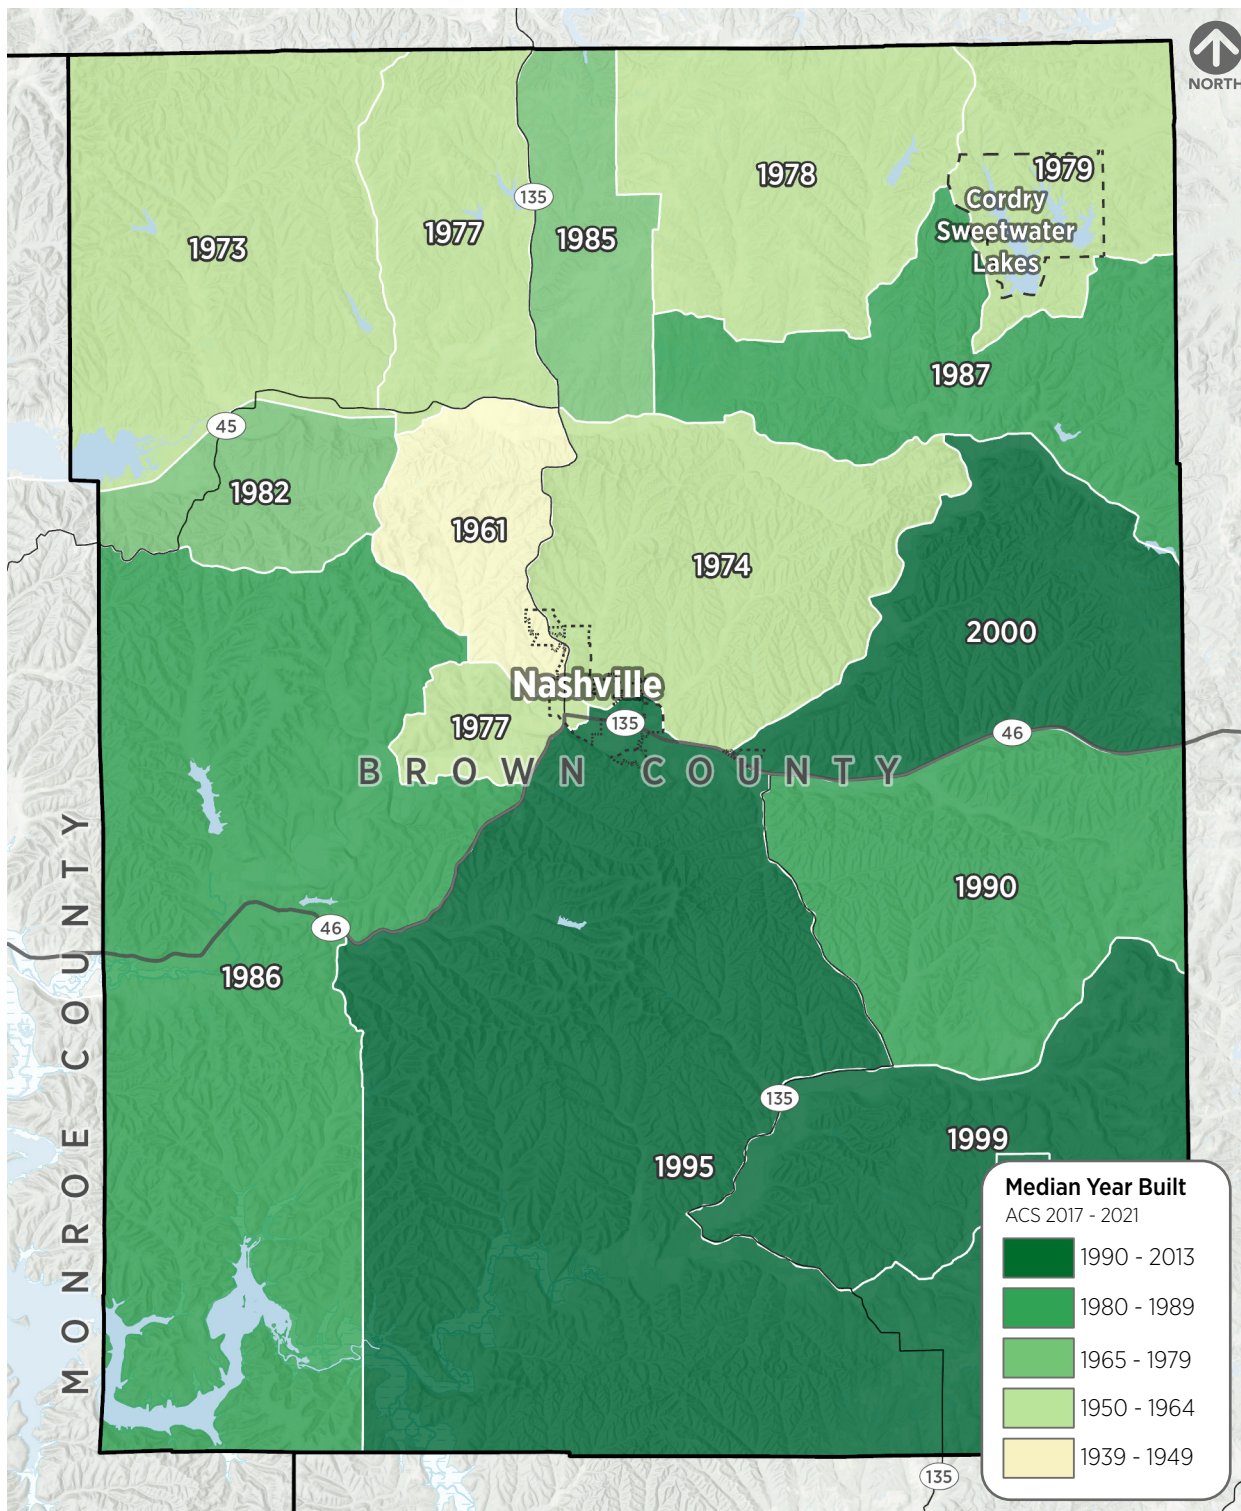 NORTH
1973
1977
135
1985
1978
1979
Cordry
Sweetwater
Lakes
1987
45
1982
1961
1974
2000
Nashville
1977
135
46
BROWN COUNTY
MONROE COUNTY
1990
46
1986
135
1999
1995
135
Median Year Built
ACS 2017 - 2021
1990 - 2013
1980 - 1989
1965 - 1979
1950 - 1964
1939 - 1949